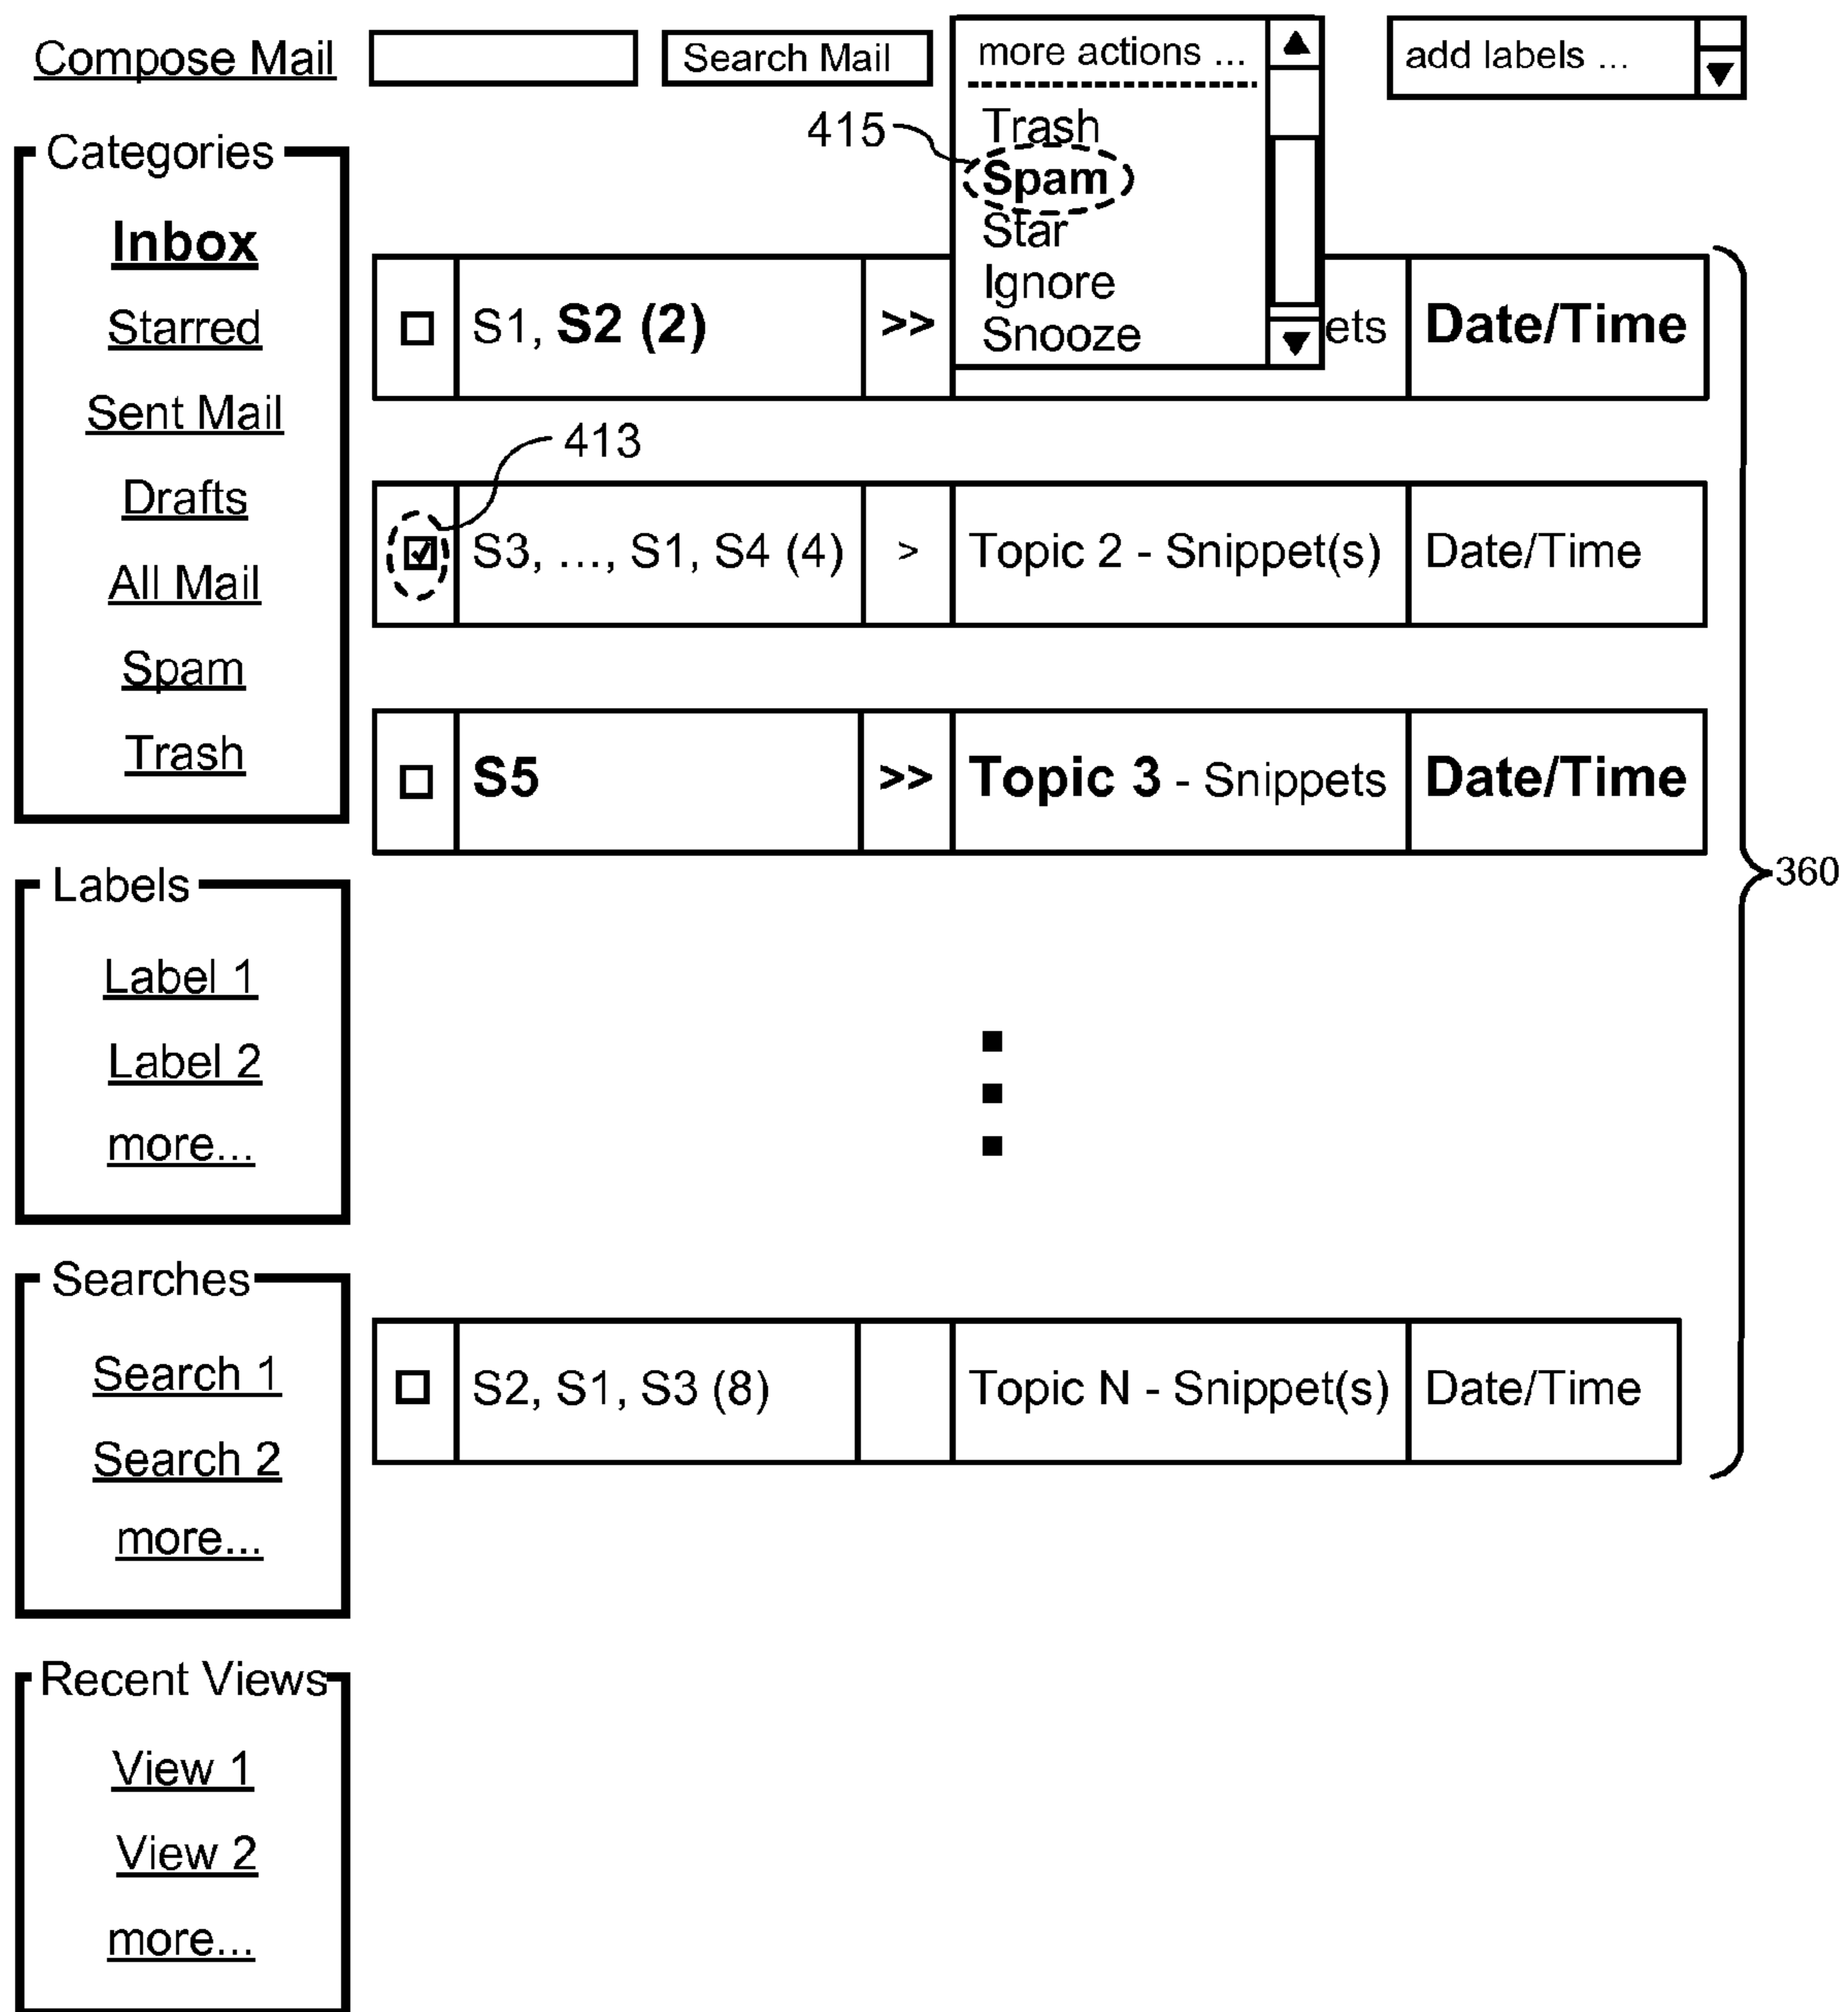 Compose Mail
Search Mail
more actions ...
add labels ...
Trash
Spam
Star
Ignore
Snooze
415
Categories
Inbox
Starred
Sent Mail
Drafts
All Mail
Spam
Trash
S1, S2 (2) >> ets Date/Time
413
S3, ..., S1, S4 (4) > Topic 2 - Snippet(s) Date/Time
S5 >> Topic 3 - Snippets Date/Time
360
Labels
Label 1
Label 2
more...
Searches
Search 1
Search 2
more...
S2, S1, S3 (8) Topic N - Snippet(s) Date/Time
Recent Views
View 1
View 2
more...